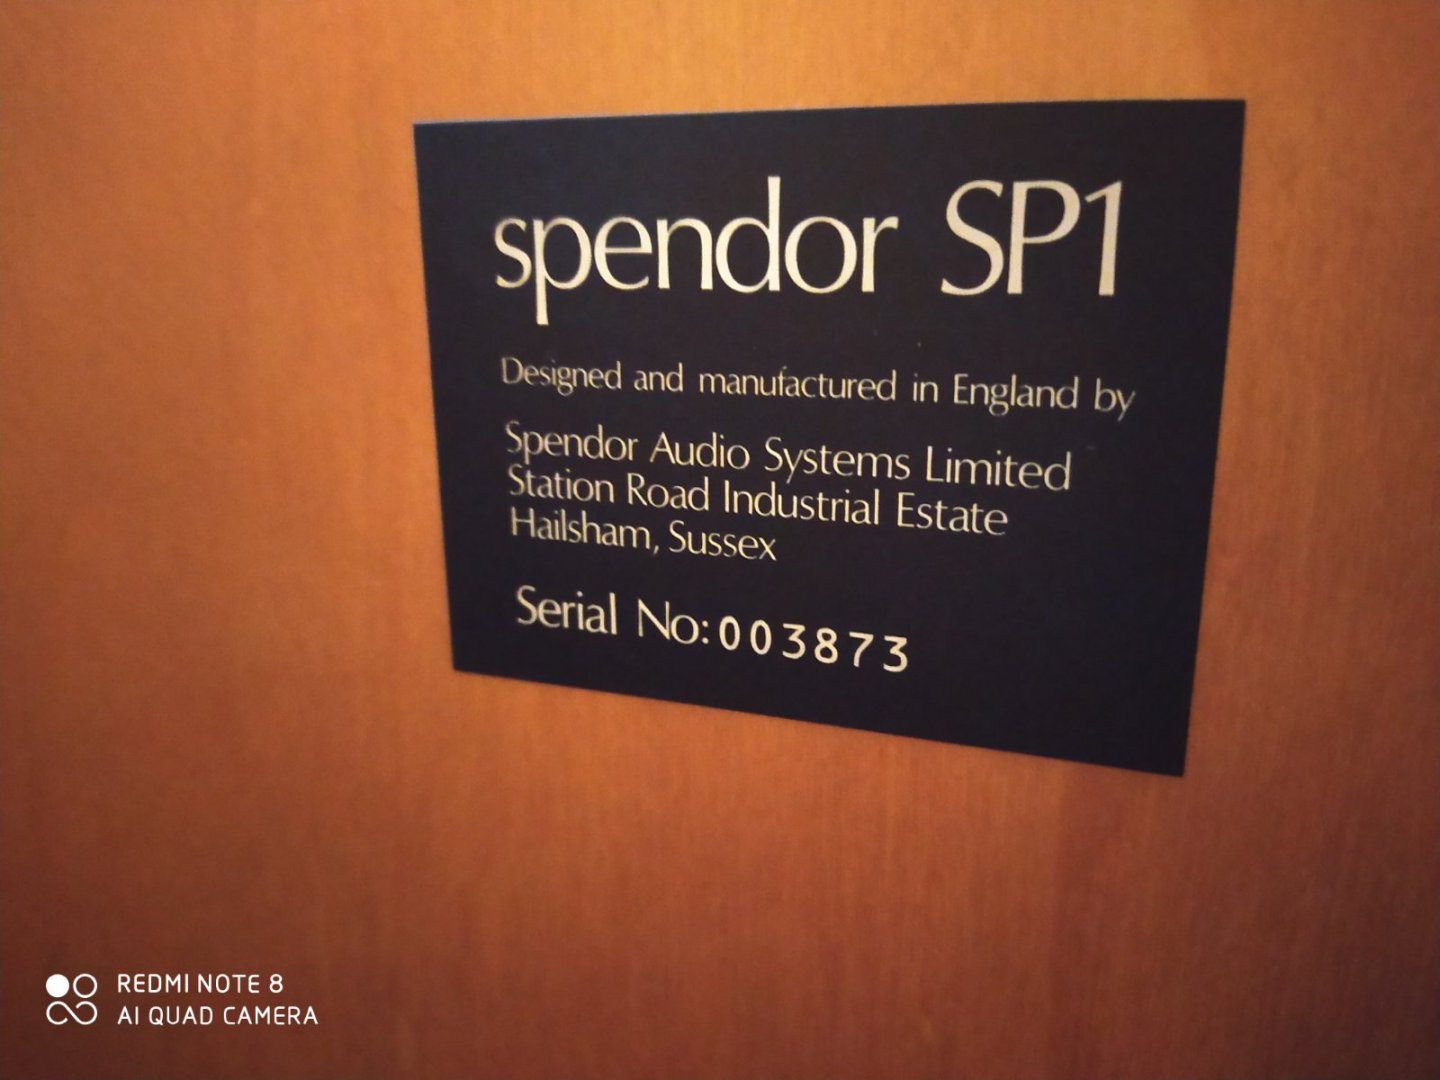 spendor SP1
Designed and manufactured in England by
Spendor Audio Systems Limited
Station Road Industrial Estate
Hailsham, Sussex
Serial No: 003873
REDMI NOTE 8
AI QUAD CAMERA